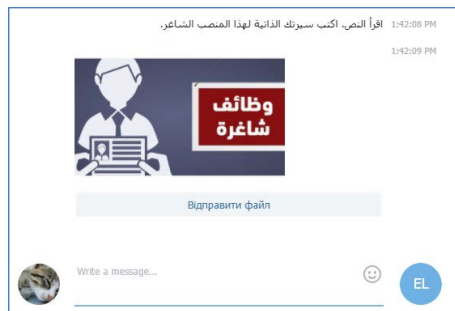 اقرأ النص. اكتب سيرتك الذاتية لهذا المنصب الشاغر.
1:42:08 PM
1:42:09 PM
وظائف
شاغرة
Відправити файл
Write a message...
EL